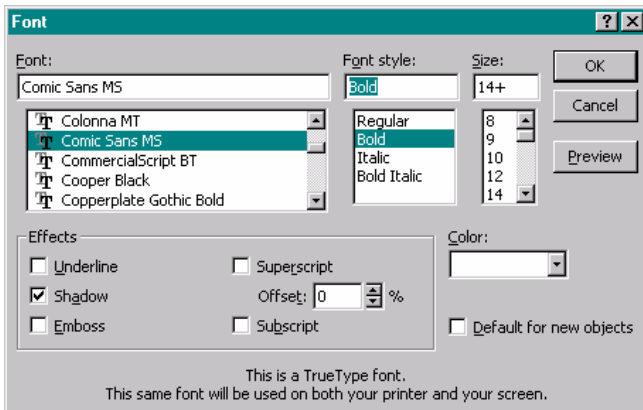 Font
Font: Font style: Size:
Comic Sans MS Bold 14+
OK
Cancel
Preview
Colonna MT
Comic Sans MS
CommercialScript BT
Cooper Black
Copperplate Gothic Bold
Regular
Bold
Italic
Bold Italic
8
9
10
12
14
Effects
Underline
Shadow
Emboss
Superscript
Offset: 0 %
Subscript
Color:
Default for new objects
This is a TrueType font.
This same font will be used on both your printer and your screen.